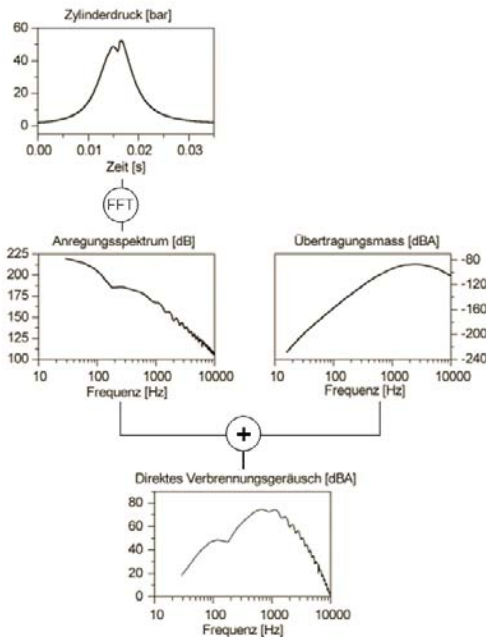 Zylinderdruck [bar]
60
40
20
0
0.00 0.01 0.02 0.03
Zeit [s]
FFT
Anregungsspektrum [dB]
225
200
175
150
125
100
10 100 1000 10000
Frequenz [Hz]
Übertragungsmass [dBA]
-80
-120
-160
-200
-240
10 100 1000 10000
Frequenz [Hz]
+
Direktes Verbrennungsgeräusch [dBA]
80
60
40
20
0
10 100 1000 10000
Frequenz [Hz]